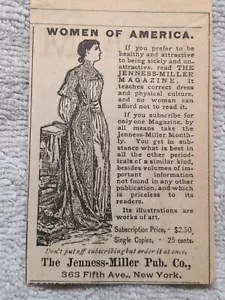 WOMEN OF AMERICA.
If you prefer to be
healthy and attractive
to being sickly and un-
attractive, read THE
JENNESS-MILLER
MAGAZINE. It
teaches correct dress
and physical culture,
and no woman can
afford not to read it.
If you subscribe for
only one Magazine, by
all means take the
Jenness-Miller Month-
ly. You get in sub-
stance what is best in
all the other period-
icals of a similar kind,
besides volumes of im-
portant information
not found in any other
publication, and which
is priceless to its
readers.
Its illustrations are
works of art.
Subscription Price, - $2.50,
Single Copies, - 25 cents.
Don't put off subscribing but order it at once.
The Jenness-Miller Pub. Co.,
363 Fifth Ave., New York.